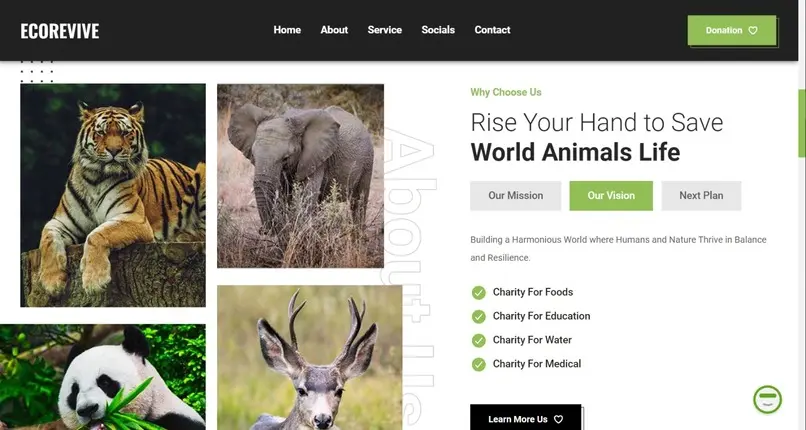 ECOREVIVE
Home About Service Socials Contact
Donation
About Us
Why Choose Us
Rise Your Hand to Save
World Animals Life
Our Mission Our Vision Next Plan
Building a Harmonious World where Humans and Nature Thrive in Balance
and Resilience.
Charity For Foods
Charity For Education
Charity For Water
Charity For Medical
Learn More Us